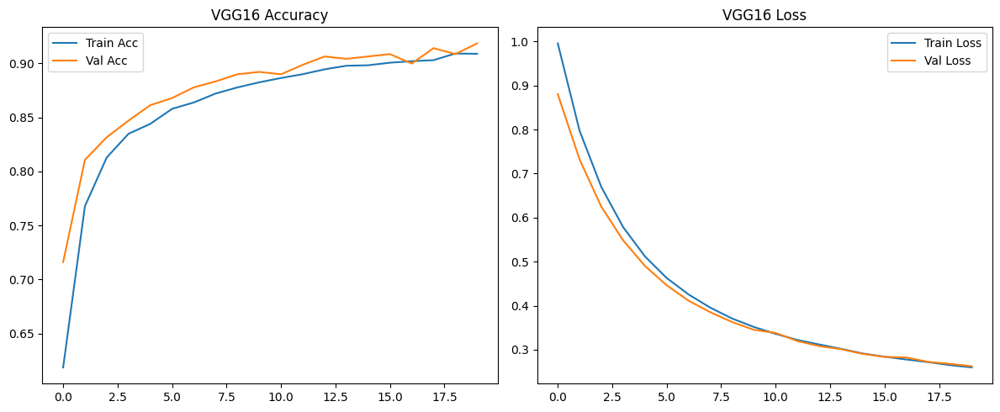 VGG16 Accuracy
Train Acc
Val Acc
0.90
0.85
0.80
0.75
0.70
0.65
0.0 2.5 5.0 7.5 10.0 12.5 15.0 17.5
VGG16 Loss
Train Loss
Val Loss
1.0
0.9
0.8
0.7
0.6
0.5
0.4
0.3
0.0 2.5 5.0 7.5 10.0 12.5 15.0 17.5